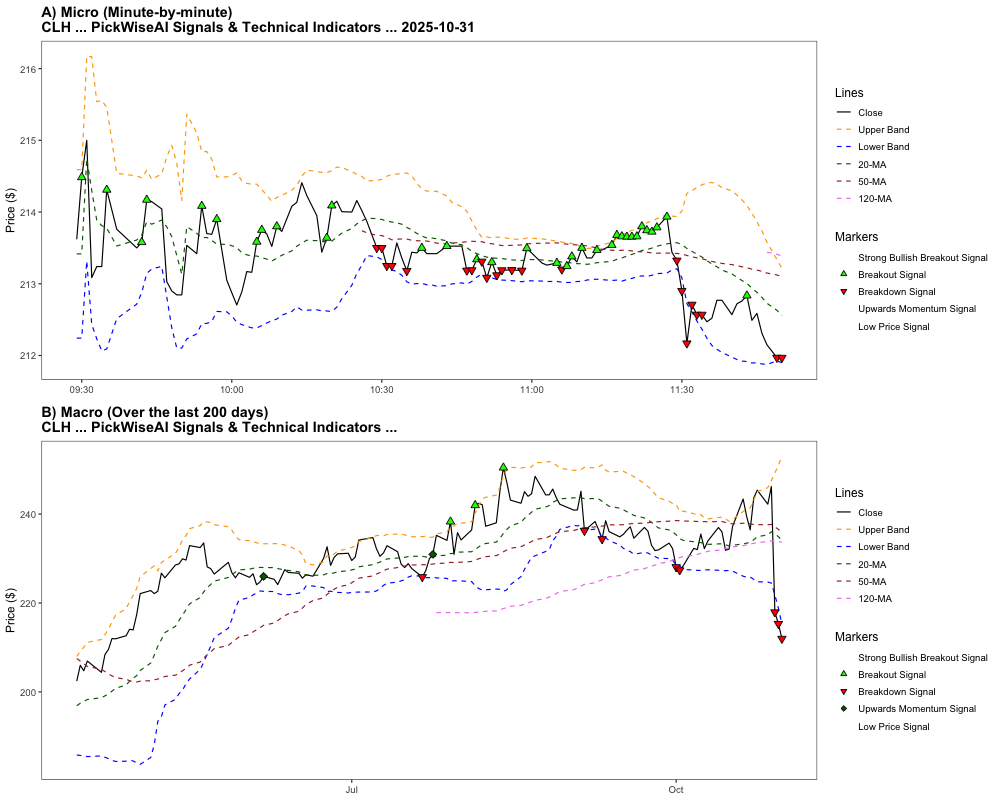 A) Micro (Minute-by-minute)
CLH ... PickWiseAI Signals & Technical Indicators ... 2025-10-31
Price ($)
216
215
214
213
212
09:30
10:00
10:30
11:00
11:30
Lines
Close
Upper Band
Lower Band
20-MA
50-MA
120-MA
Markers
Strong Bullish Breakout Signal
Breakout Signal
Breakdown Signal
Upwards Momentum Signal
Low Price Signal
B) Macro (Over the last 200 days)
CLH ... PickWiseAI Signals & Technical Indicators ...
Price ($)
240
220
200
Jul
Oct
Lines
Close
Upper Band
Lower Band
20-MA
50-MA
120-MA
Markers
Strong Bullish Breakout Signal
Breakout Signal
Breakdown Signal
Upwards Momentum Signal
Low Price Signal